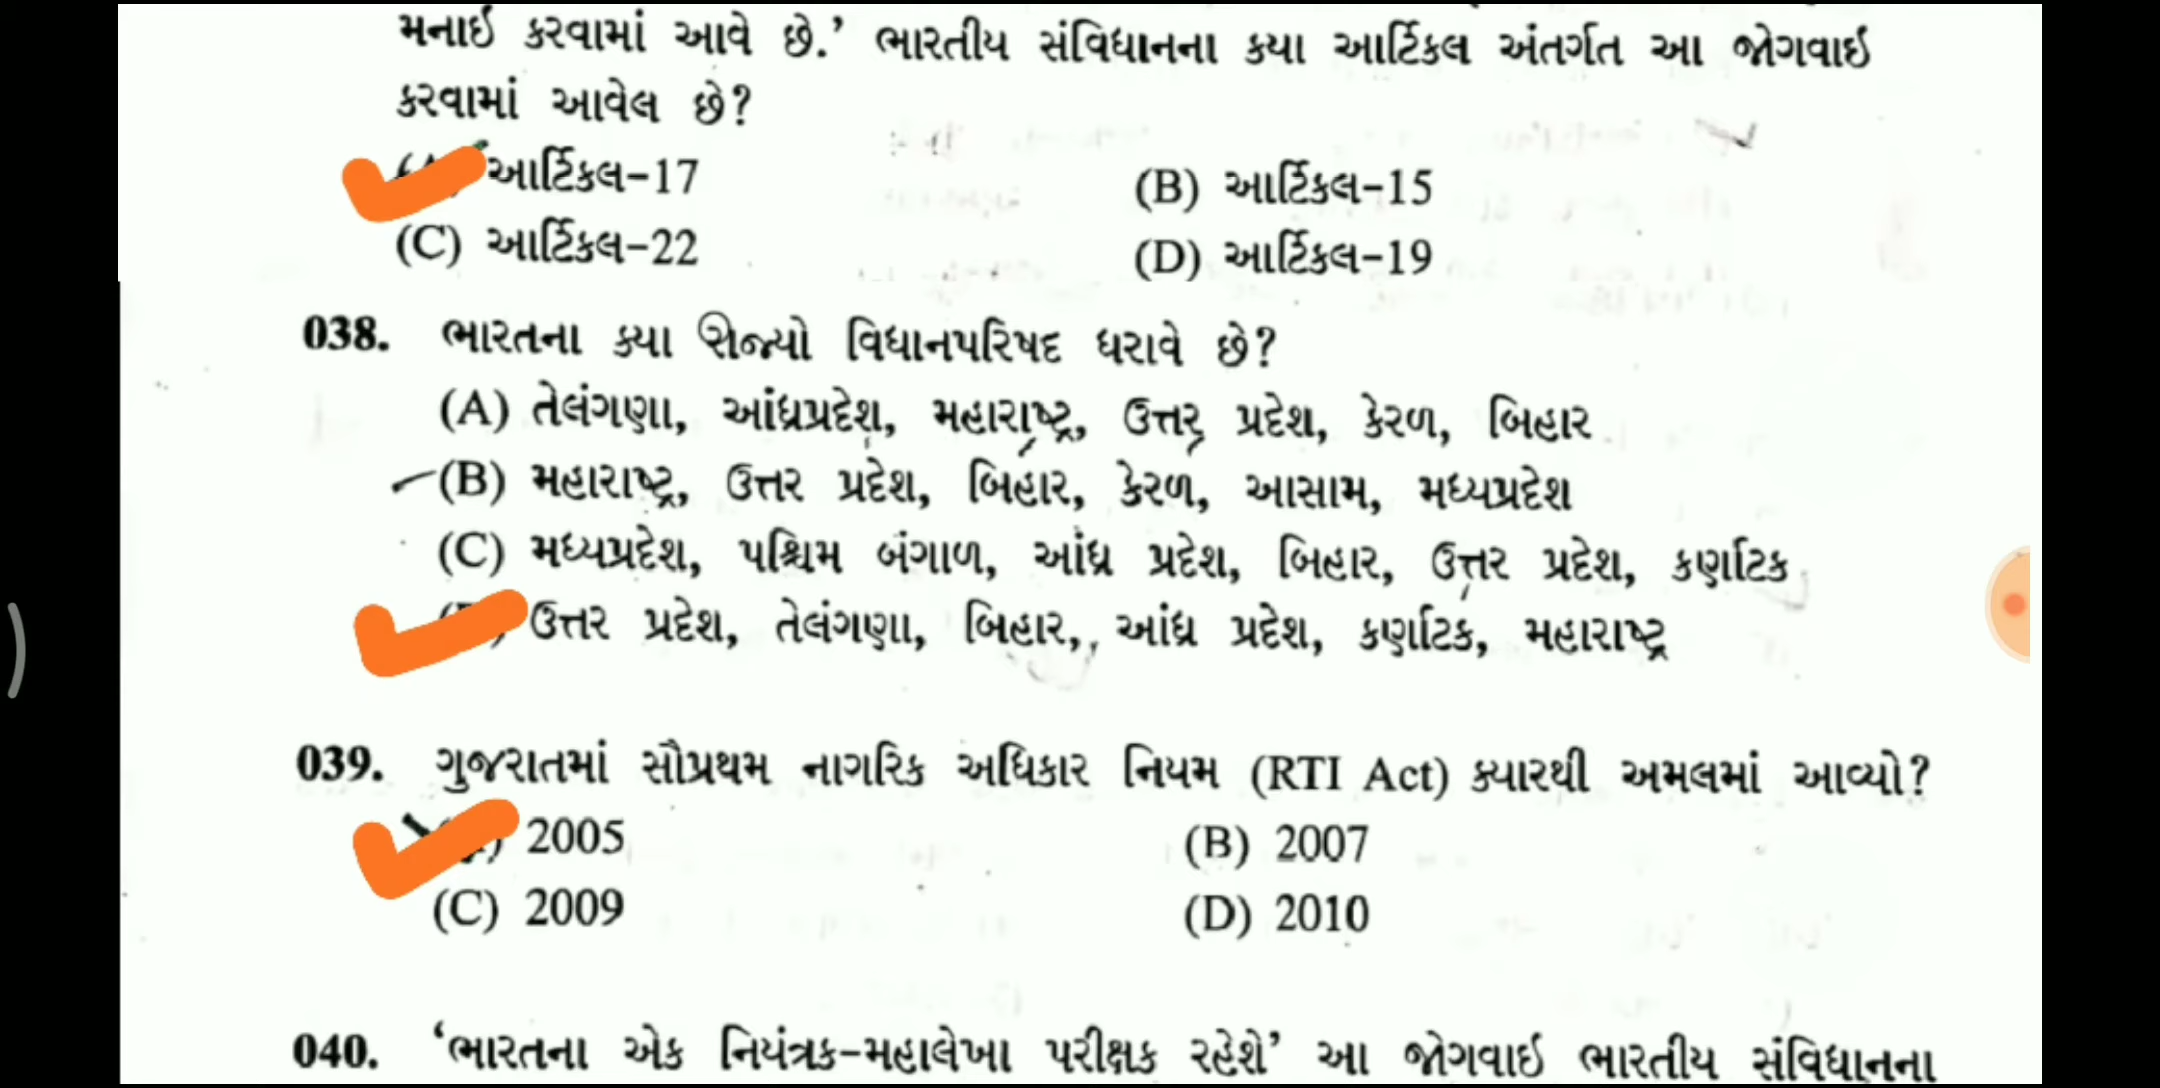 મનાઈ કરવામાં આવે છે.’ ભારતીય સંવિધાનના કયા આર્ટિકલ અંતર્ગત આ જોગવાઈ
કરવામાં આવેલ છે?
આર્ટિકલ-17 (B) આર્ટિકલ-15
(C) આર્ટિકલ-22 (D) આર્ટિકલ-19
038. ભારતના ક્યા રાજ્યો વિધાનપરિષદ ધરાવે છે?
(A) તેલંગણા, આંધ્રપ્રદેશ, મહારાષ્ટ્ર, ઉત્તર પ્રદેશ, કેરળ, બિહાર
(B) મહારાષ્ટ્ર, ઉત્તર પ્રદેશ, બિહાર, કેરળ, આસામ, મધ્યપ્રદેશ
(C) મધ્યપ્રદેશ, પશ્ચિમ બંગાળ, આંધ્ર પ્રદેશ, બિહાર, ઉત્તર પ્રદેશ, કર્ણાટક
ઉત્તર પ્રદેશ, તેલંગણા, બિહાર, આંધ્ર પ્રદેશ, કર્ણાટક, મહારાષ્ટ્ર
039. ગુજરાતમાં સૌપ્રથમ નાગરિક અધિકાર નિયમ (RTI Act) ક્યારથી અમલમાં આવ્યો?
2005 (B) 2007
(C) 2009 (D) 2010
040. ‘ભારતના એક નિયંત્રક-મહાલેખા પરીક્ષક રહેશે’ આ જોગવાઈ ભારતીય સંવિધાનના